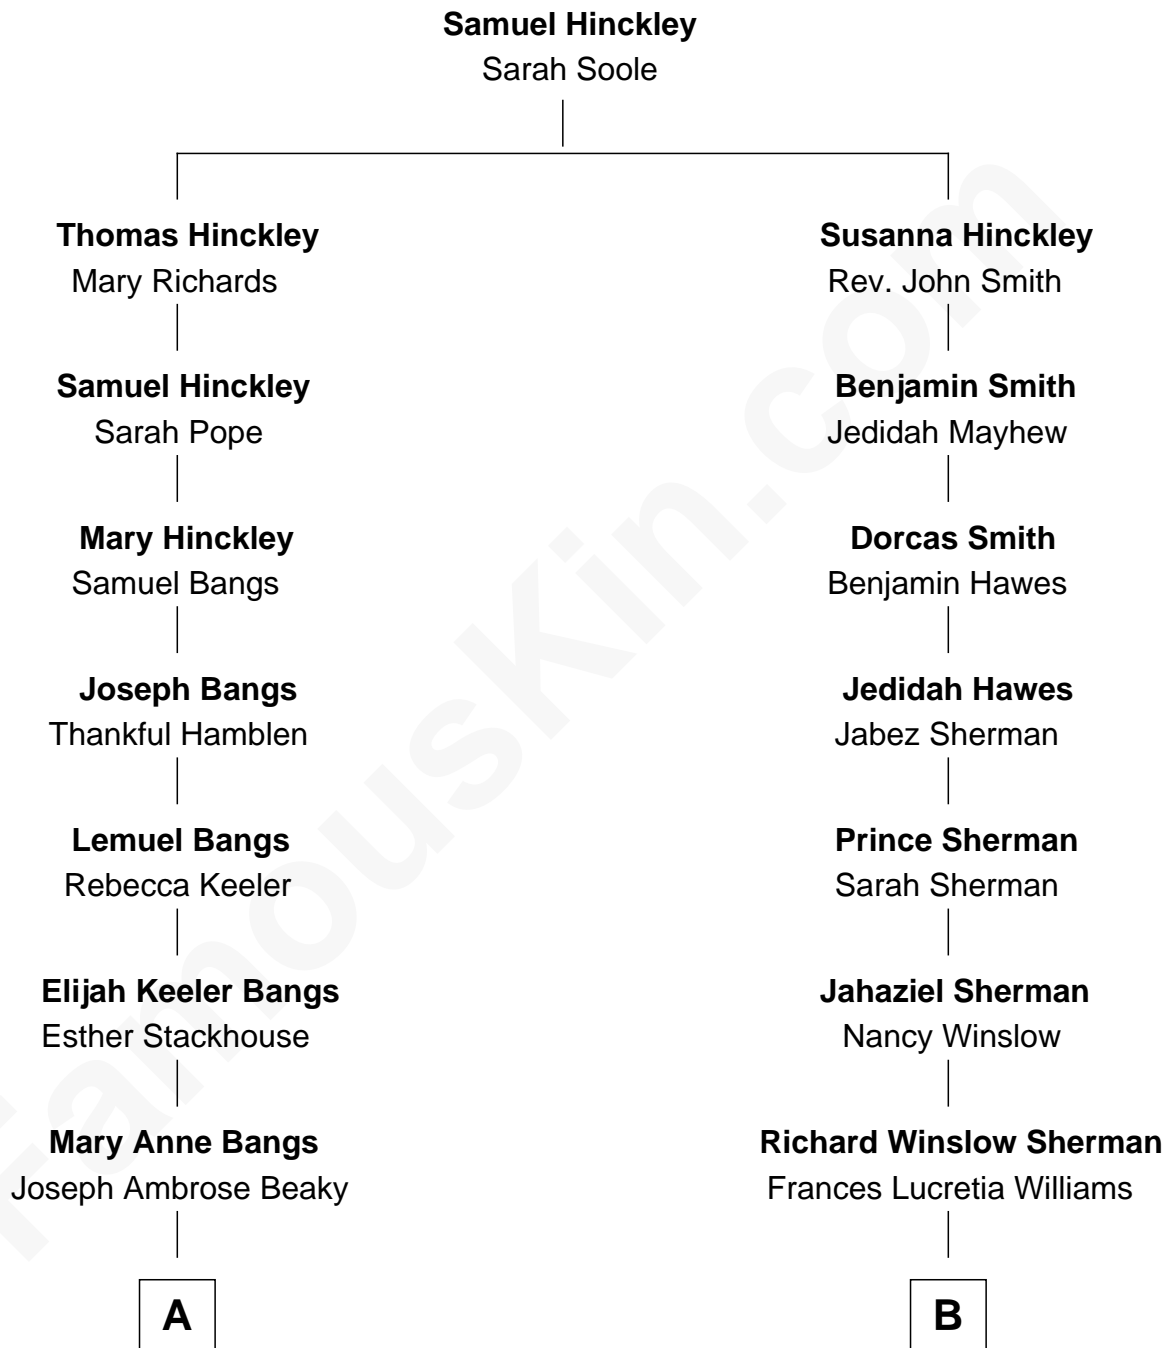 Samuel Hinckley
Sarah Soole
Thomas Hinckley
Mary Richards
Susanna Hinckley
Rev. John Smith
Samuel Hinckley
Sarah Pope
Benjamin Smith
Jedidah Mayhew
Mary Hinckley
Samuel Bangs
Dorcas Smith
Benjamin Hawes
Joseph Bangs
Thankful Hamblen
Jedidah Hawes
Jabez Sherman
Lemuel Bangs
Rebecca Keeler
Prince Sherman
Sarah Sherman
Elijah Keeler Bangs
Esther Stackhouse
Jahaziel Sherman
Nancy Winslow
Mary Anne Bangs
Joseph Ambrose Beaky
Richard Winslow Sherman
Frances Lucretia Williams
A
B
FamousKin.com